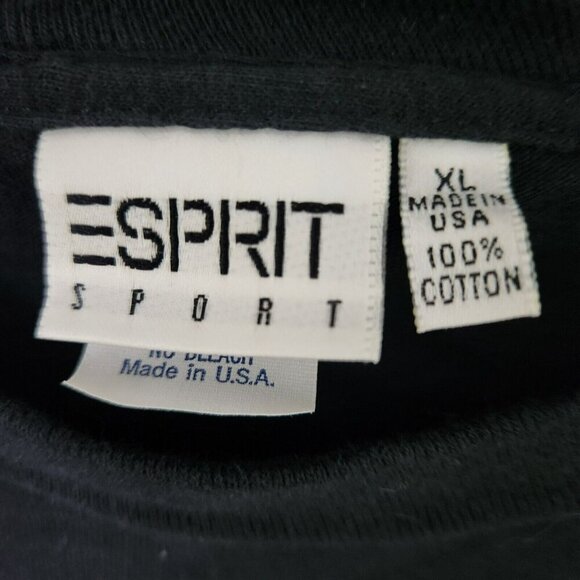 ESPRIT
SPORT
NO BLEACH
Made in U.S.A.
XL
MADE IN
USA
100%
COTTON